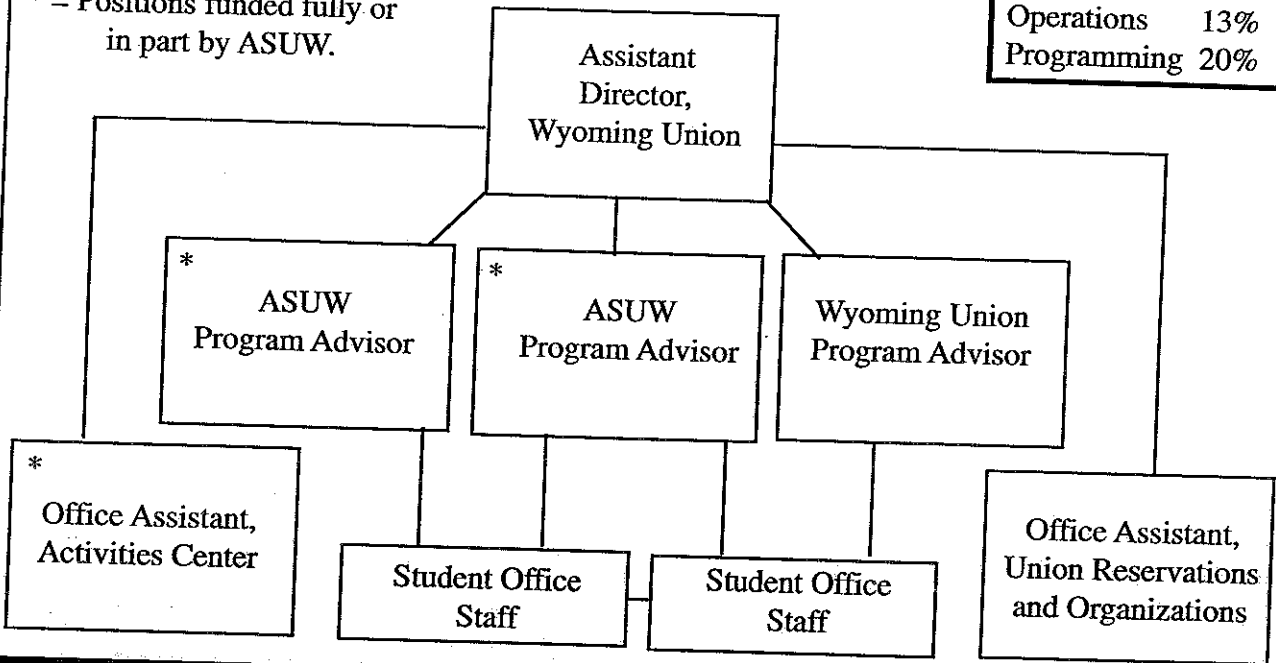 = Positions funded fully or
in part by ASUW.
Operations 13%
Programming 20%
Assistant
Director,
Wyoming Union
*
ASUW
Program Advisor
*
ASUW
Program Advisor
Wyoming Union
Program Advisor
*
Office Assistant,
Activities Center
Student Office
Staff
Student Office
Staff
Office Assistant,
Union Reservations
and Organizations